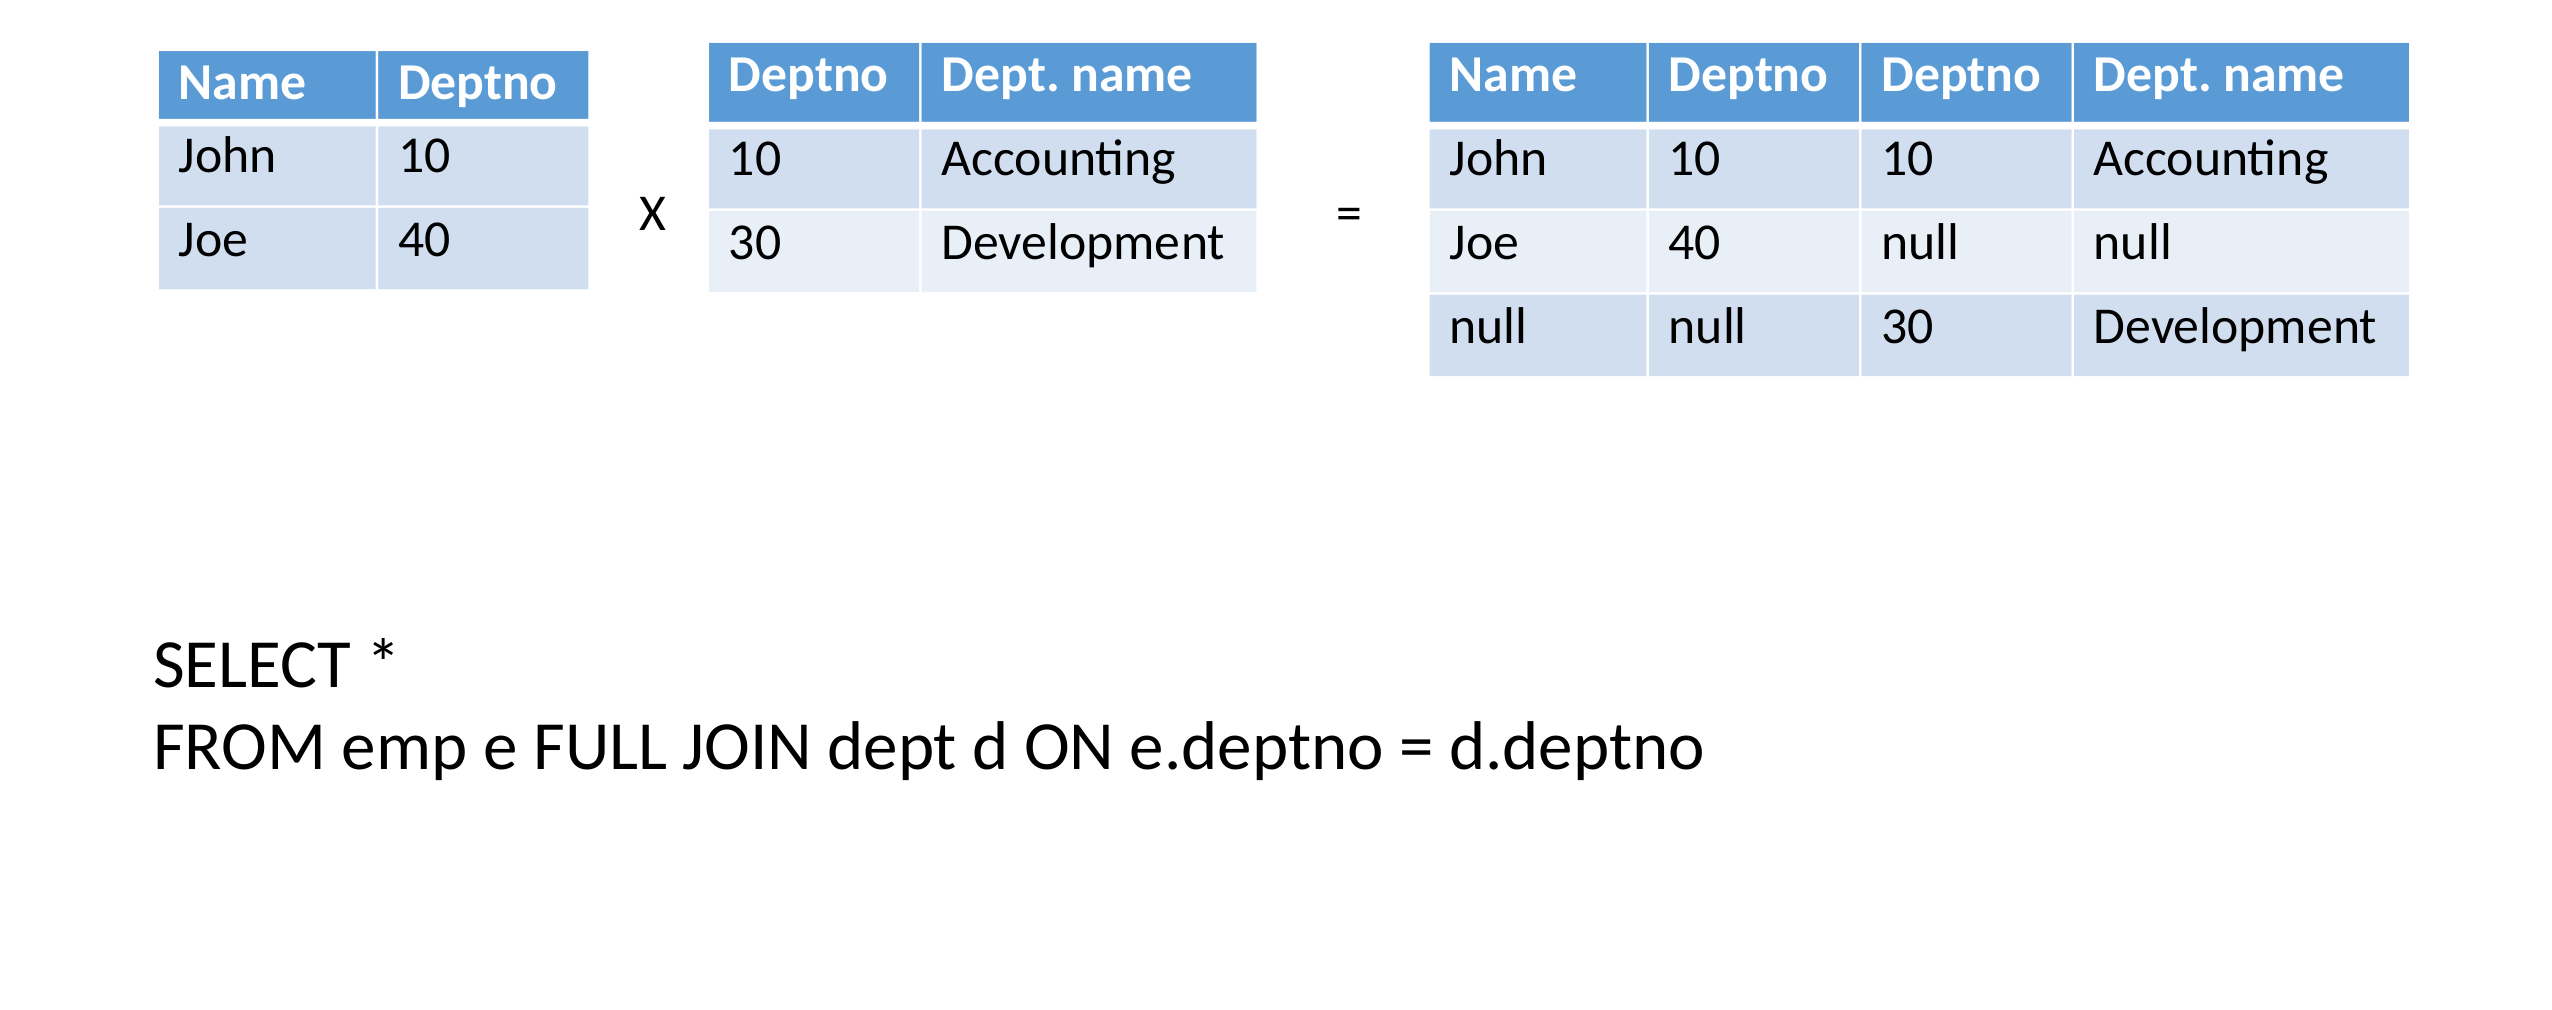 Name Deptno
John 10
Joe 40
X
Deptno Dept. name
10 Accounting
30 Development
=
Name Deptno Deptno Dept. name
John 10 10 Accounting
Joe 40 null null
null null 30 Development
SELECT *
FROM emp e FULL JOIN dept d ON e.deptno = d.deptno